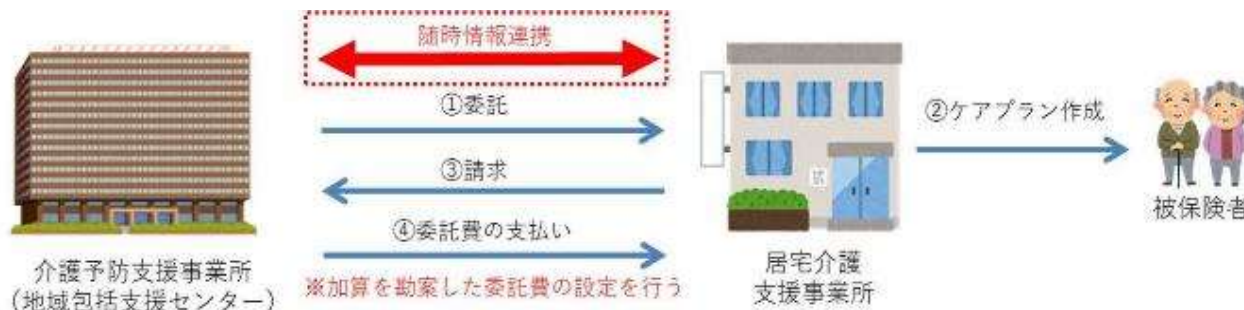 随時情報連携
①委託
②ケアプラン作成
③請求
④委託費の支払い
※加算を勘案した委託費の設定を行う
介護予防支援事業所
(地域包括支援センター)
居宅介護
支援事業所
被保険者